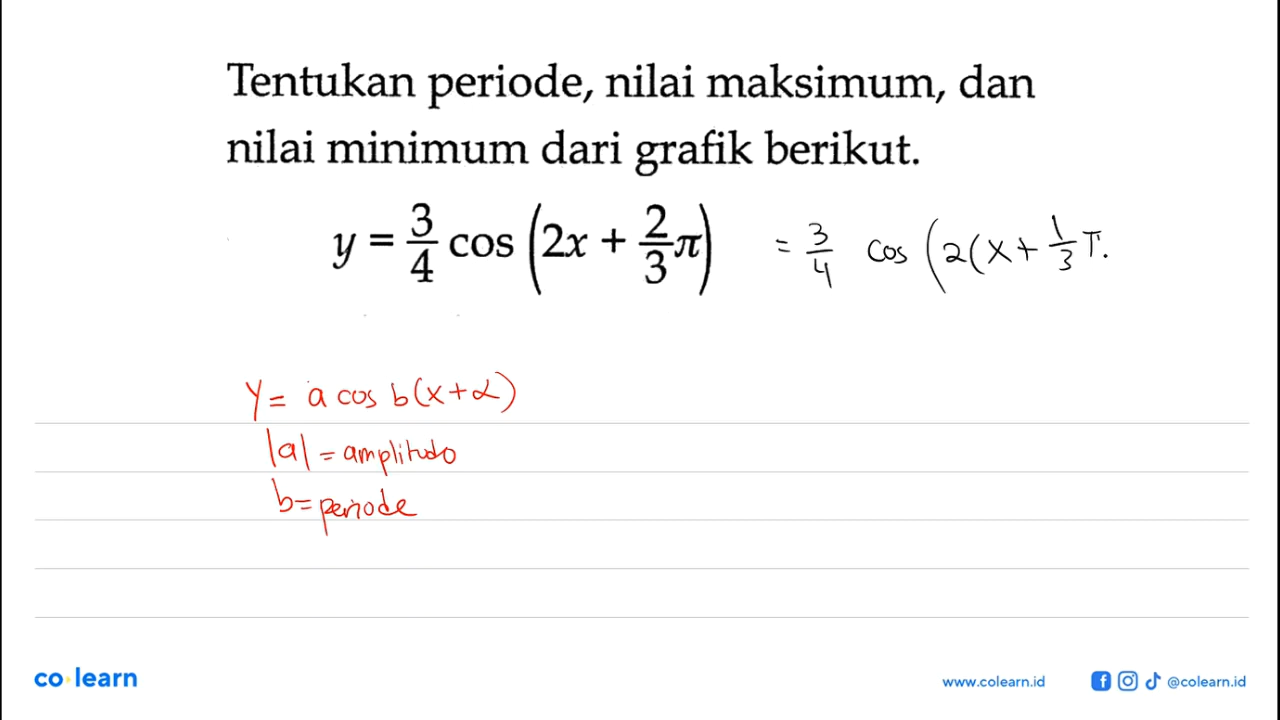 Tentukan periode, nilai maksimum, dan
nilai minimum dari grafik berikut.
y = 3/4 cos (2x + 2/3 π) = 3/4 cos (2(x + 1/3 π.
y = a cos b(x+α)
|a| = amplitudo
b = periode
co learn
www.colearn.id @colearn.id